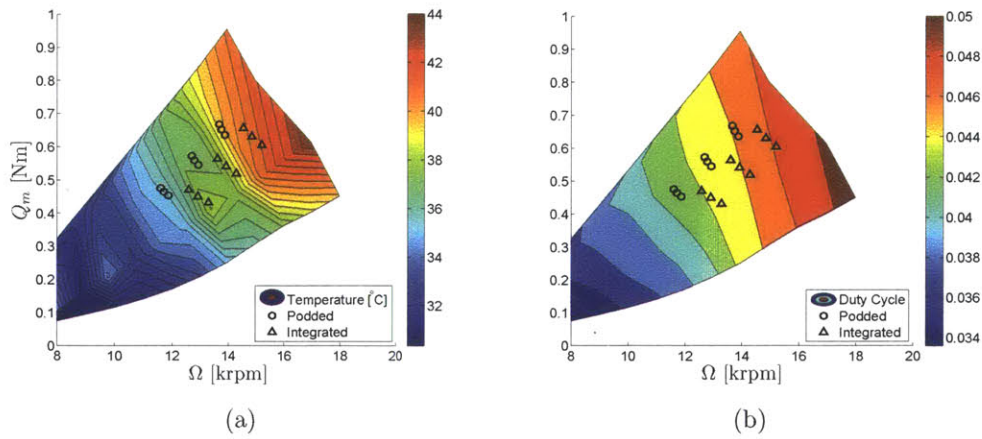 1
0.9
0.8
0.7
0.6
0.5
0.4
0.3
0.2
0.1
0
Q_m [Nm]
8 10 12 14 16 18 20
Ω [krpm]
44
42
40
38
36
34
32
Temperature [°C]
Podded
Integrated
(a)
1
0.9
0.8
0.7
0.6
0.5
0.4
0.3
0.2
0.1
0
8 10 12 14 16 18 20
Ω [krpm]
0.05
0.048
0.046
0.044
0.042
0.04
0.038
0.036
0.034
Duty Cycle
Podded
Integrated
(b)